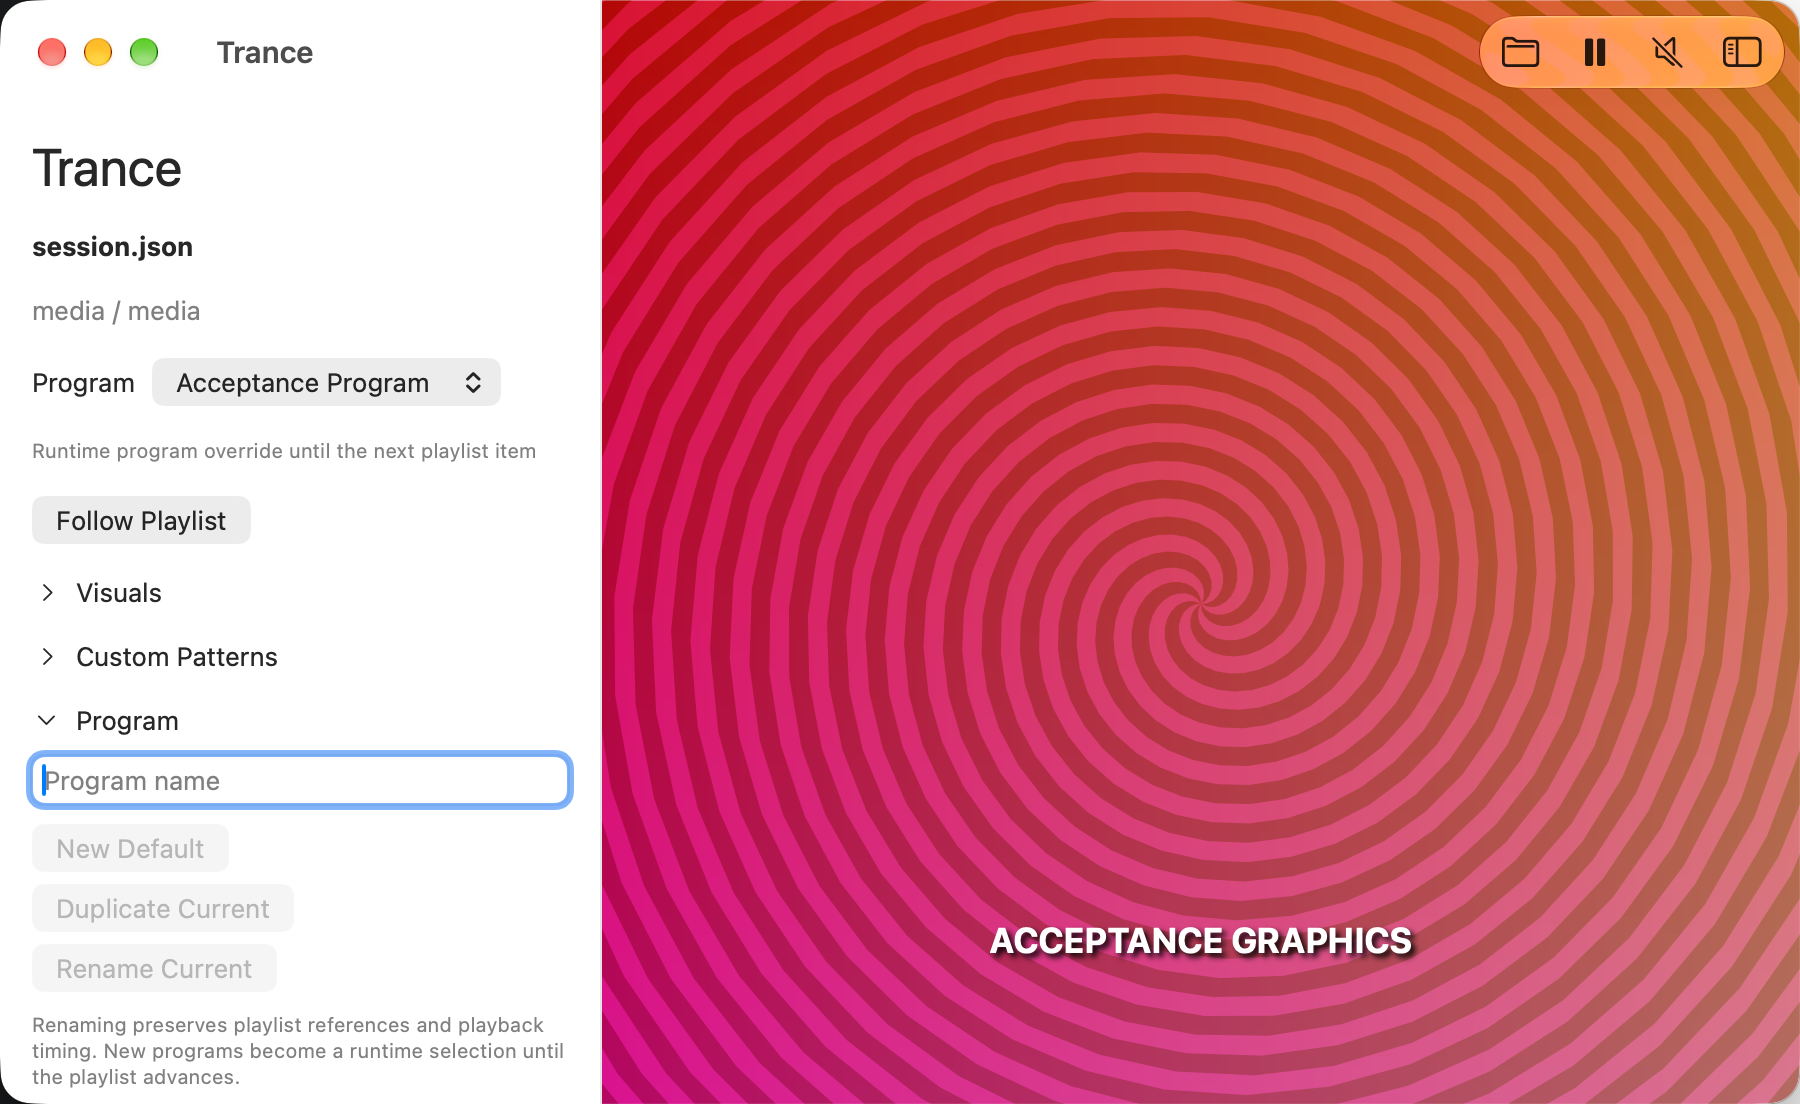 Trance
Trance
session.json
media / media
Program
Acceptance Program
Runtime program override until the next playlist item
Follow Playlist
Visuals
Custom Patterns
Program
Program name
New Default
Duplicate Current
Rename Current
Renaming preserves playlist references and playback
timing. New programs become a runtime selection until
the playlist advances.
ACCEPTANCE GRAPHICS